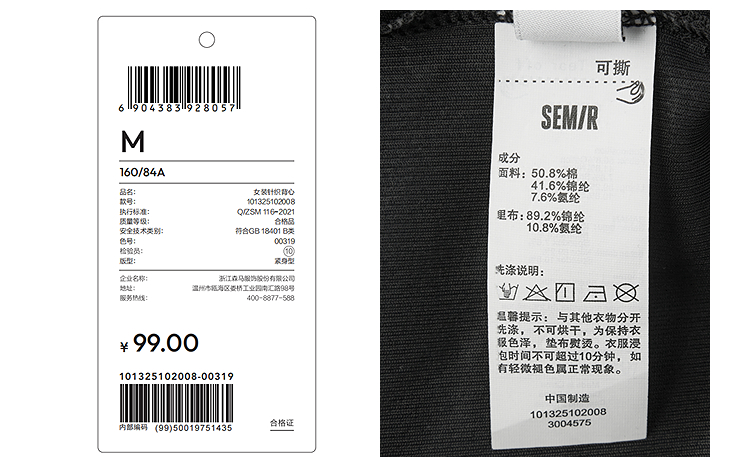 6 904383 928057
M
160/84A
品名: 女装针织背心
款号: 101325102008
执行标准: Q/ZSM 116-2021
质量等级: 合格品
安全技术类别: 符合GB 18401 B类
色号: 00319
检验员: 10
版型: 紧身型
企业名称: 浙江森马服饰股份有限公司
地址: 温州市瓯海区娄桥工业园南汇路98号
服务热线: 400-8877-588
¥ 99.00
101325102008-00319
内部编码 (99)50019751435
合格证
可撕
SEM/R
成分
面料: 50.8%棉
41.6%锦纶
7.6%氨纶
里布: 89.2%锦纶
10.8%氨纶
洗涤说明:
温馨提示: 与其他衣物分开
洗涤, 不可烘干, 为保持衣
服色泽, 垫布熨烫。衣服浸
泡时间不可超过10分钟, 如
有轻微褪色属正常现象。
中国制造
101325102008
3004575